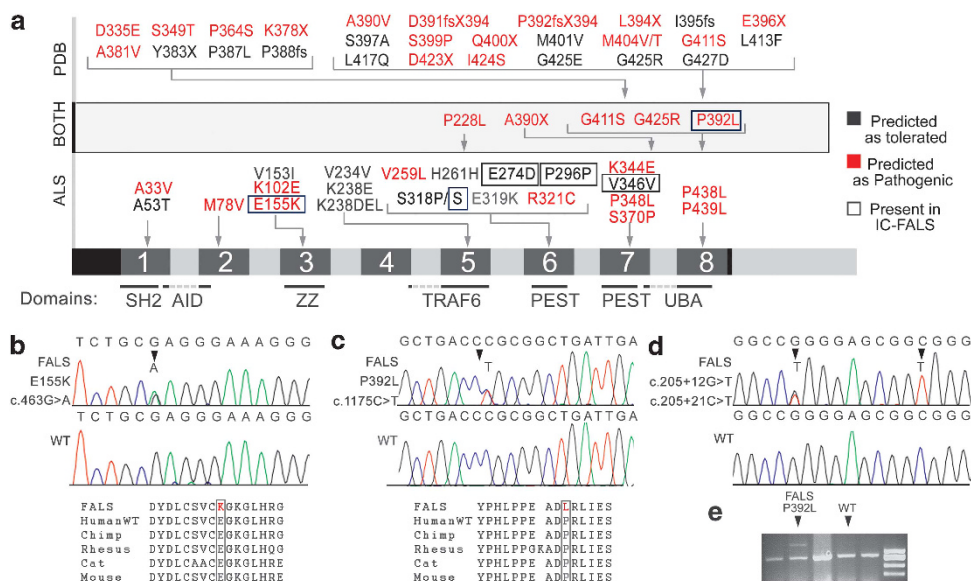 a
PDB
D335E S349T P364S K378X
A381V Y383X P387L P388fs
A390V D391fsX394 P392fsX394 L394X I395fs E396X
S397A S399P Q400X M401V M404V/T G411S L413F
L417Q D423X I424S G425E G425R G427D
BOTH
P228L A390X G411S G425R P392L
ALS
A33V
A53T
M78V
V153I
K102E
E155K
V234V
K238E
K238DEL
V259L H261H E274D P296P
S318P/ S E319K R321C
K344E
V346V
P348L
S370P
P438L
P439L
Predicted
as tolerated
Predicted
as Pathogenic
Present in
IC-FALS
1 2 3 4 5 6 7 8
Domains: SH2 AID ZZ TRAF6 PEST PEST UBA
b
T C T G C G A G G G A A A G G G
FALS
A
E155K
c.463G>A
T C T G C G A G G G A A A G G G
WT
FALS DYDLCSVCKGKGLHRG
HumanWT DYDLCSVCEGKGLHRG
Chimp DYDLCSVCEGKGLHRG
Rhesus DYDLCSVCEGKGLHQG
Cat DYDLCAACEGKGLHRE
Mouse DYDLCSVCEGKGLHRE
c
G C T G A C C C G C G G C T G A T T G A
FALS
T
P392L
c.1175C>T
G C T G A C C C G C G G C T G A T T G A
WT
FALS YPHLPPE ADLRLIES
HumanWT YPHLPPE ADPRLIES
Chimp YPHLPPE ADPRLIES
Rhesus YPHLPPGKADPRLIES
Cat YPHLPPE ADPRLIES
Mouse YPHLPPE ADPRLIES
d
G G C C G G G G A G C G G C G G G
FALS
T T
c.205+12G>T
c.205+21C>T
G G C C G G G G A G C G G C G G G
WT
e
FALS
P392L
WT